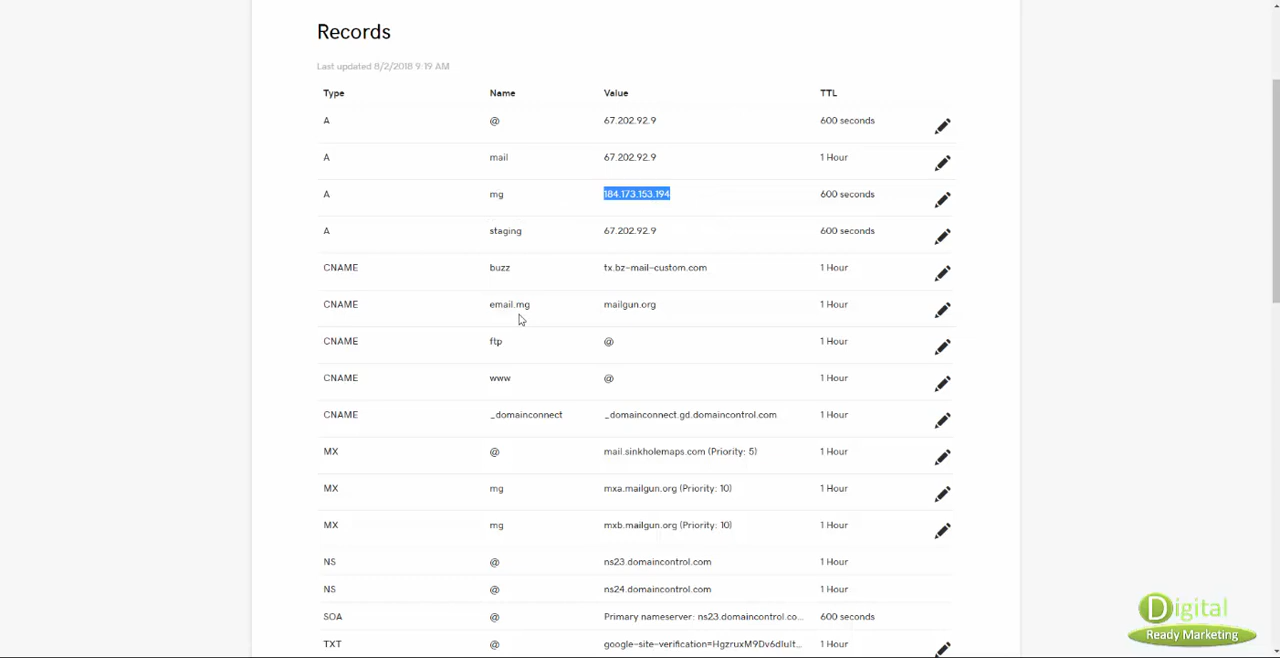 Records
Last updated 8/2/2018 9:19 AM
Type Name Value TTL
A @ 67.202.92.9 600 seconds
A mail 67.202.92.9 1 Hour
A mg 184.173.153.194 600 seconds
A staging 67.202.92.9 600 seconds
CNAME buzz tx.bz-mail-custom.com 1 Hour
CNAME email.mg mailgun.org 1 Hour
CNAME ftp @ 1 Hour
CNAME www @ 1 Hour
CNAME _domainconnect _domainconnect.gd.domaincontrol.com 1 Hour
MX @ mail.sinkholemaps.com (Priority: 5) 1 Hour
MX mg mxa.mailgun.org (Priority: 10) 1 Hour
MX mg mxb.mailgun.org (Priority: 10) 1 Hour
NS @ ns23.domaincontrol.com 1 Hour
NS @ ns24.domaincontrol.com 1 Hour
SOA @ Primary nameserver: ns23.domaincontrol.co... 600 seconds
TXT @ 1 Hour
Digital
Ready Marketing